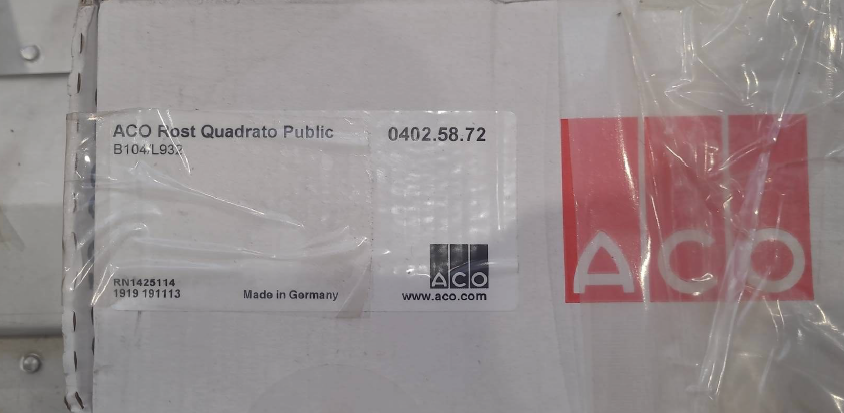 ACO Rost Quadrato Public
0402.58.72
B104/L932
RN1425114
1919 191113
Made in Germany
ACO
www.aco.com
ACO